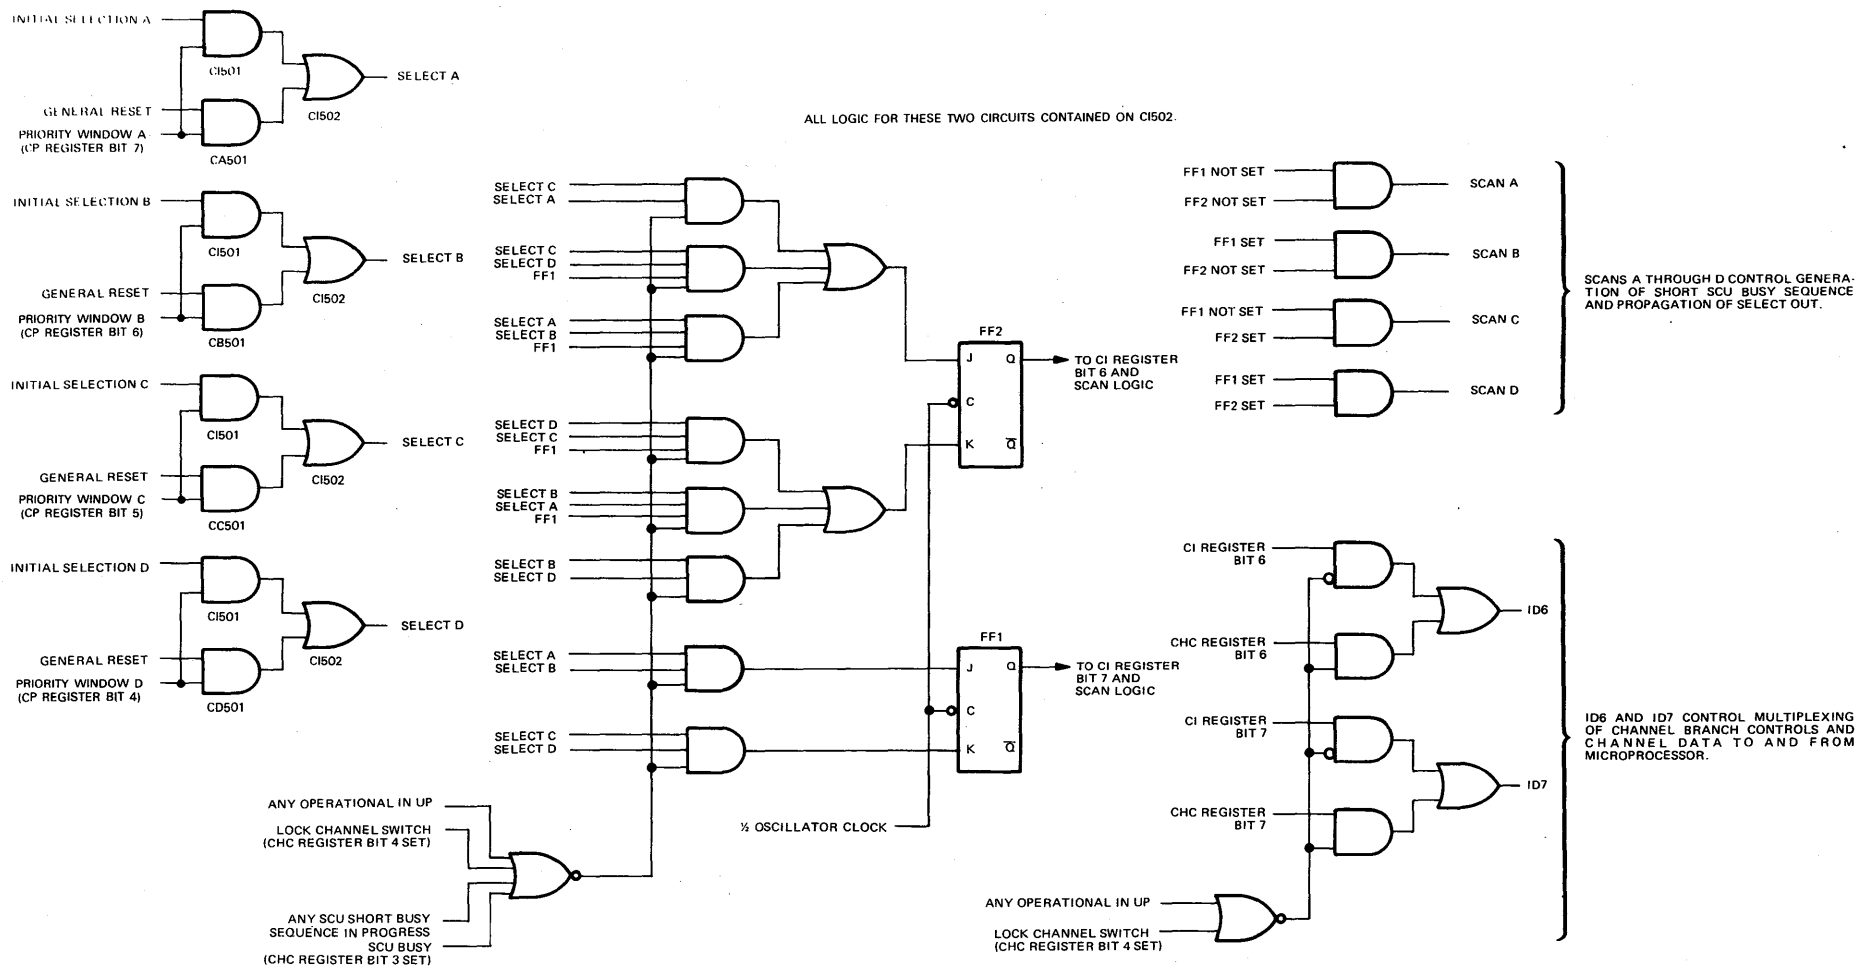 INITIAL SELECTION A
CI501
GENERAL RESET
PRIORITY WINDOW A
(CP REGISTER BIT 7)
CA501
CI502
SELECT A
INITIAL SELECTION B
CI501
GENERAL RESET
PRIORITY WINDOW B
(CP REGISTER BIT 6)
CB501
CI502
SELECT B
INITIAL SELECTION C
CI501
GENERAL RESET
PRIORITY WINDOW C
(CP REGISTER BIT 5)
CC501
CI502
SELECT C
INITIAL SELECTION D
CI501
GENERAL RESET
PRIORITY WINDOW D
(CP REGISTER BIT 4)
CD501
CI502
SELECT D
ALL LOGIC FOR THESE TWO CIRCUITS CONTAINED ON CI502.
SELECT C
SELECT A
SELECT C
SELECT D
FF1
SELECT A
SELECT B
FF1
SELECT D
SELECT C
FF1
SELECT B
SELECT A
FF1
SELECT B
SELECT D
SELECT A
SELECT B
SELECT C
SELECT D
ANY OPERATIONAL IN UP
LOCK CHANNEL SWITCH
(CHC REGISTER BIT 4 SET)
ANY SCU SHORT BUSY
SEQUENCE IN PROGRESS
SCU BUSY
(CHC REGISTER BIT 3 SET)
½ OSCILLATOR CLOCK
FF2
J Q
C
K Q̅
TO CI REGISTER
BIT 6 AND
SCAN LOGIC
FF1
J Q
C
K Q̅
TO CI REGISTER
BIT 7 AND
SCAN LOGIC
FF1 NOT SET
FF2 NOT SET
SCAN A
FF1 SET
FF2 NOT SET
SCAN B
FF1 NOT SET
FF2 SET
SCAN C
FF1 SET
FF2 SET
SCAN D
SCANS A THROUGH D CONTROL GENERA-
TION OF SHORT SCU BUSY SEQUENCE
AND PROPAGATION OF SELECT OUT.
CI REGISTER
BIT 6
CHC REGISTER
BIT 6
ID6
CI REGISTER
BIT 7
CHC REGISTER
BIT 7
ID7
ANY OPERATIONAL IN UP
LOCK CHANNEL SWITCH
(CHC REGISTER BIT 4 SET)
ID6 AND ID7 CONTROL MULTIPLEXING
OF CHANNEL BRANCH CONTROLS AND
CHANNEL DATA TO AND FROM
MICROPROCESSOR.